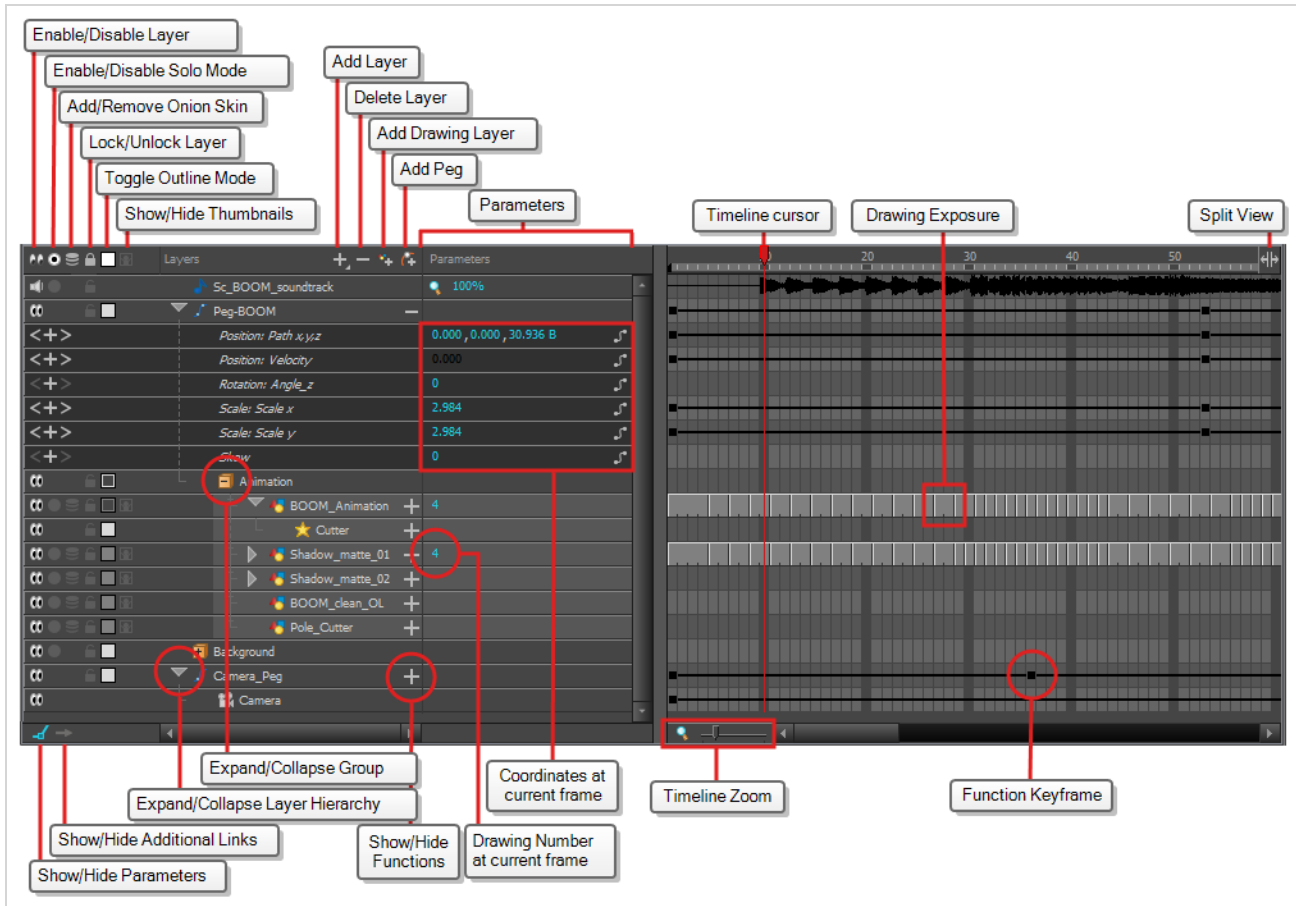 Enable/Disable Layer
Enable/Disable Solo Mode
Add/Remove Onion Skin
Lock/Unlock Layer
Toggle Outline Mode
Show/Hide Thumbnails
Add Layer
Delete Layer
Add Drawing Layer
Add Peg
Parameters
Timeline cursor
Drawing Exposure
Split View
Layers
Parameters
20 30 40 50
Sc_BOOM_soundtrack 100%
Peg-BOOM
Position: Path x,y,z 0.000 , 0.000 , 30.936 B
Position: Velocity 0.000
Rotation: Angle_z 0
Scale: Scale x 2.984
Scale: Scale y 2.984
Skew 0
Animation
BOOM_Animation 4
Cutter
Shadow_matte_01 4
Shadow_matte_02
BOOM_clean_OL
Pole_Cutter
Background
Camera_Peg
Camera
Expand/Collapse Group
Expand/Collapse Layer Hierarchy
Show/Hide Additional Links
Show/Hide Parameters
Show/Hide
Functions
Drawing Number
at current frame
Coordinates at
current frame
Timeline Zoom
Function Keyframe